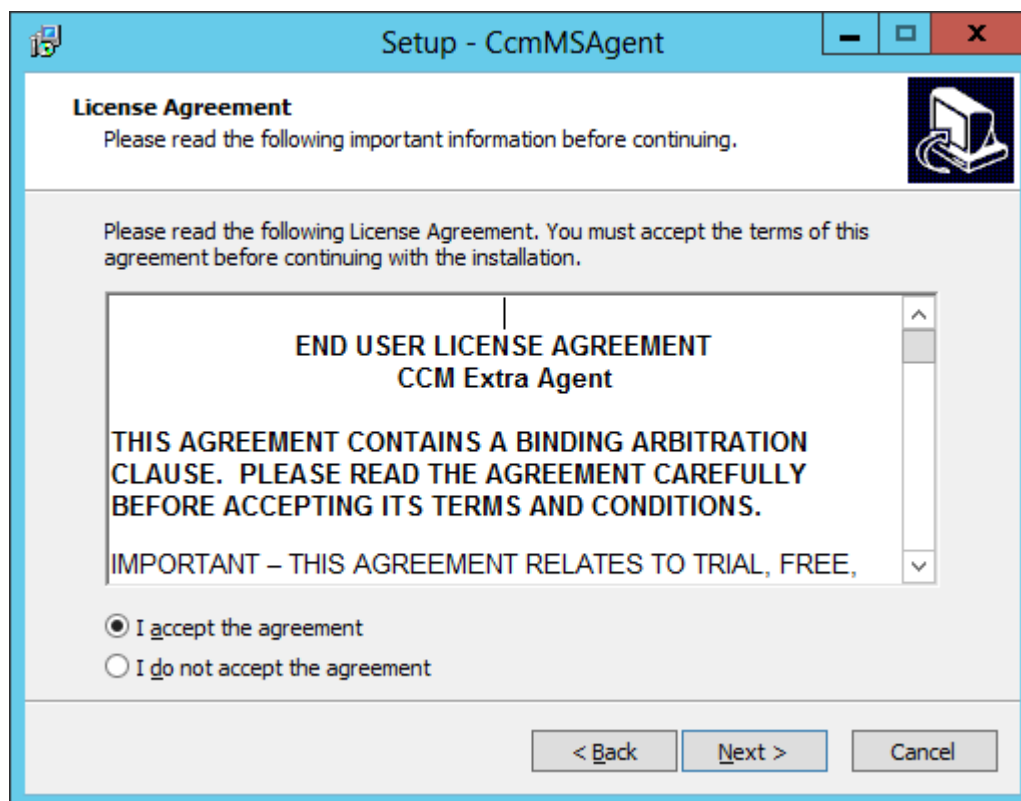 Setup - CcmMSAgent
License Agreement
Please read the following important information before continuing.
Please read the following License Agreement. You must accept the terms of this
agreement before continuing with the installation.
END USER LICENSE AGREEMENT
CCM Extra Agent
THIS AGREEMENT CONTAINS A BINDING ARBITRATION
CLAUSE.  PLEASE READ THE AGREEMENT CAREFULLY
BEFORE ACCEPTING ITS TERMS AND CONDITIONS.
IMPORTANT – THIS AGREEMENT RELATES TO TRIAL, FREE,
I accept the agreement
I do not accept the agreement
< Back Next > Cancel